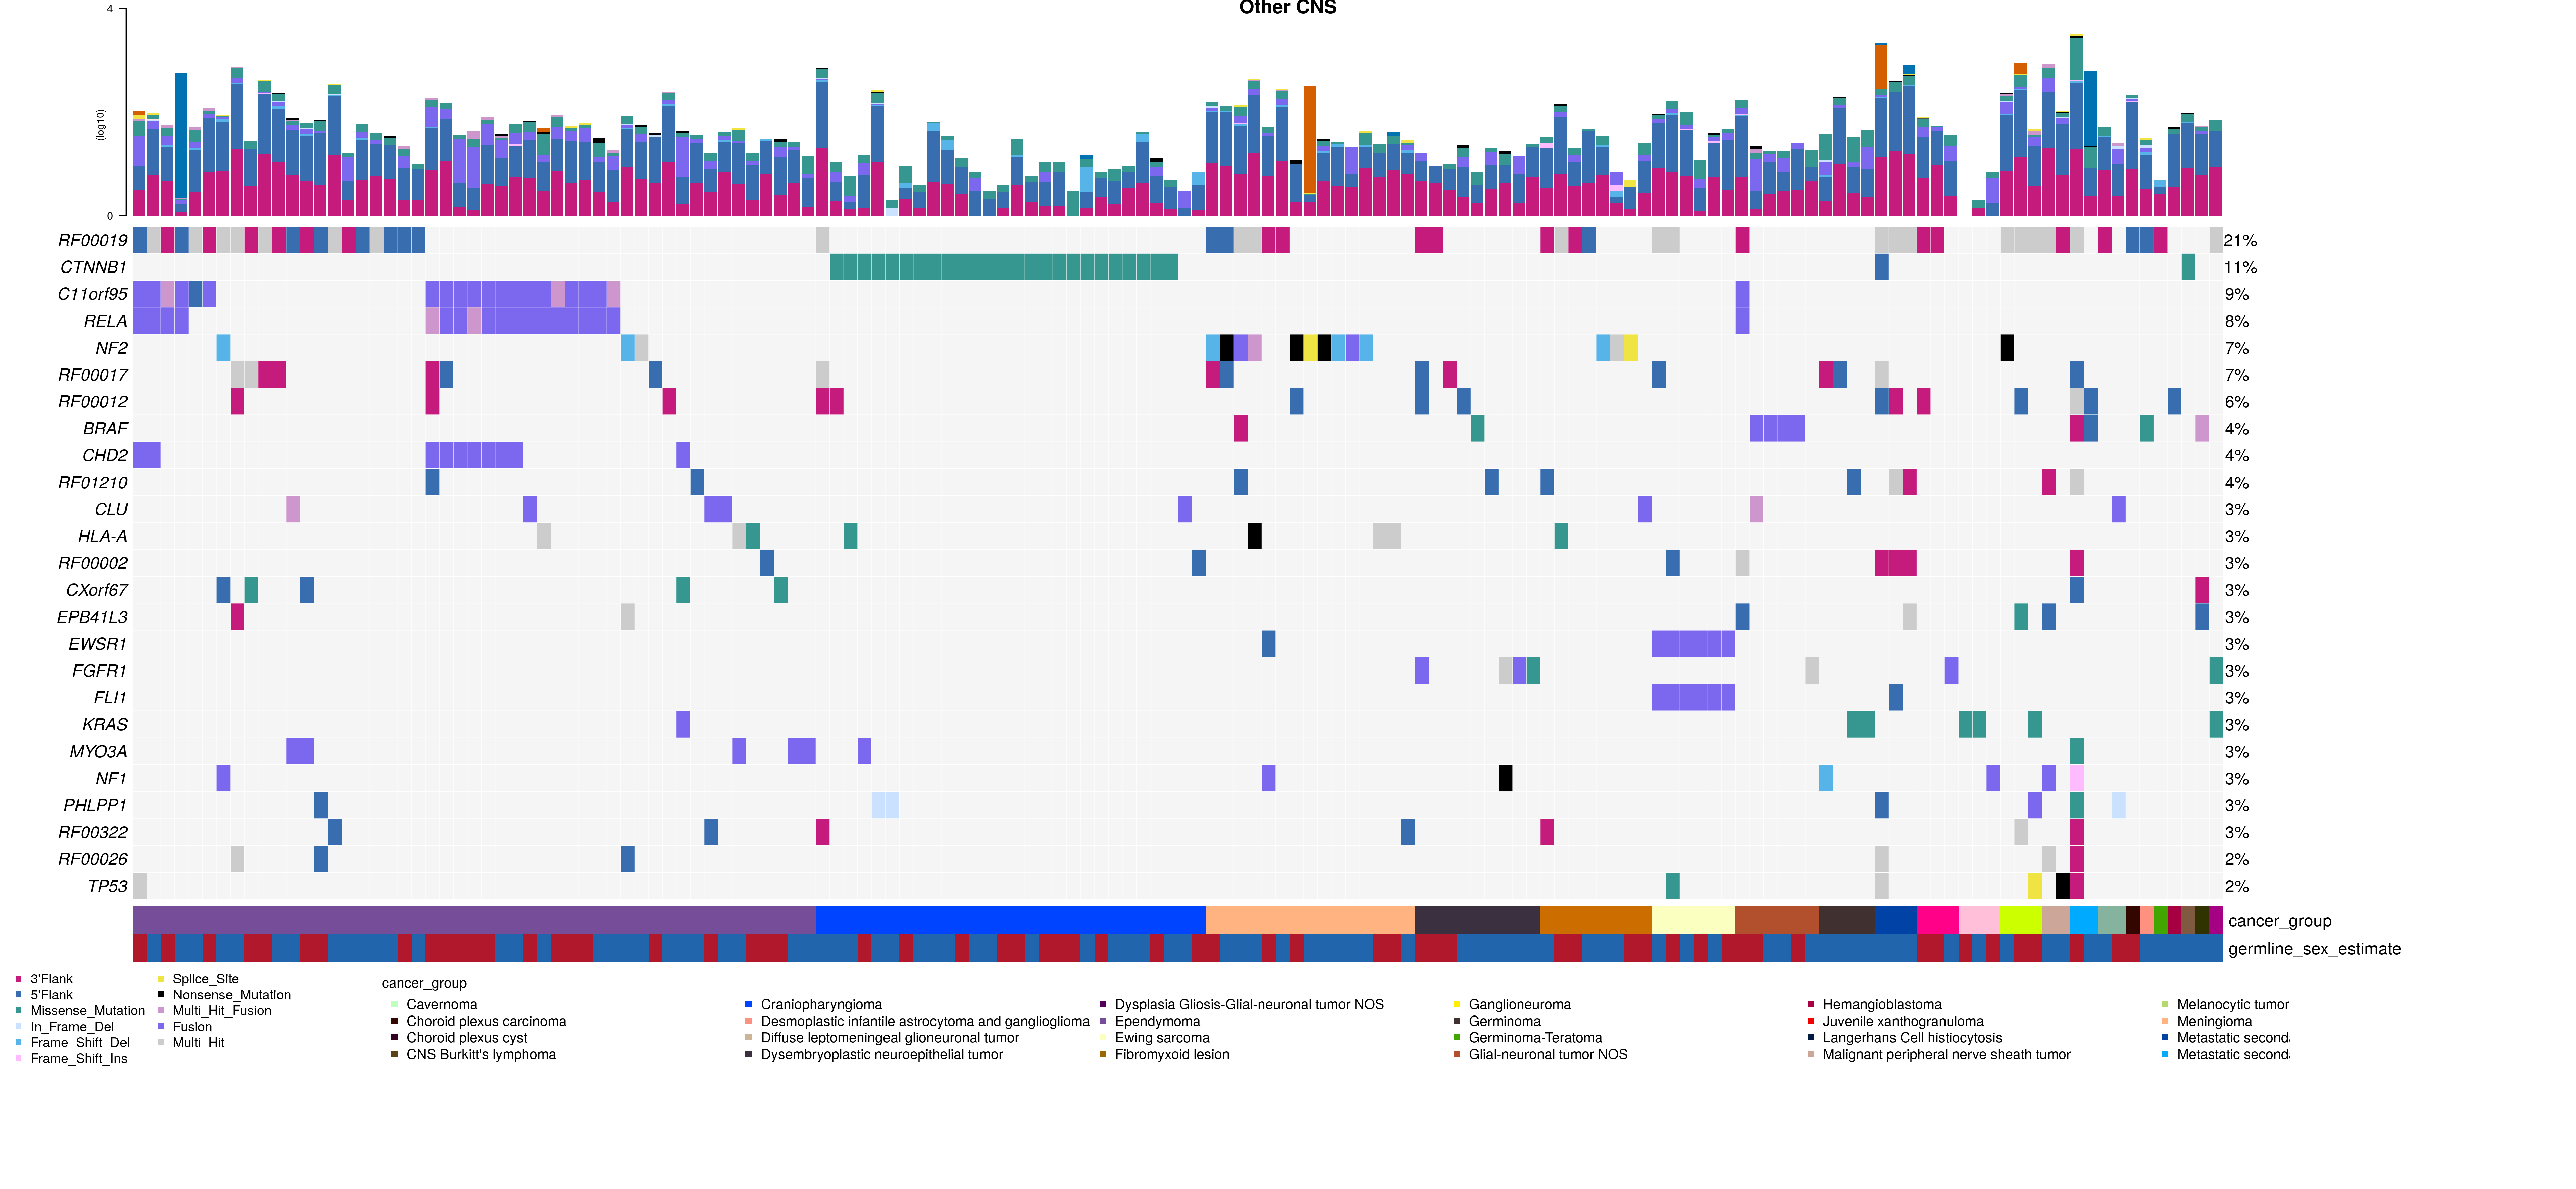 Other CNS
4
(log10)
0
RF00019 21%
CTNNB1 11%
C11orf95 9%
RELA 8%
NF2 7%
RF00017 7%
RF00012 6%
BRAF 4%
CHD2 4%
RF01210 4%
CLU 3%
HLA-A 3%
RF00002 3%
CXorf67 3%
EPB41L3 3%
EWSR1 3%
FGFR1 3%
FLI1 3%
KRAS 3%
MYO3A 3%
NF1 3%
PHLPP1 3%
RF00322 3%
RF00026 2%
TP53 2%
cancer_group
germline_sex_estimate
3'Flank
5'Flank
Missense_Mutation
In_Frame_Del
Frame_Shift_Del
Frame_Shift_Ins
Splice_Site
Nonsense_Mutation
Multi_Hit_Fusion
Fusion
Multi_Hit
cancer_group
Cavernoma
Choroid plexus carcinoma
Choroid plexus cyst
CNS Burkitt's lymphoma
Craniopharyngioma
Desmoplastic infantile astrocytoma and ganglioglioma
Diffuse leptomeningeal glioneuronal tumor
Dysembryoplastic neuroepithelial tumor
Dysplasia Gliosis-Glial-neuronal tumor NOS
Ependymoma
Ewing sarcoma
Fibromyxoid lesion
Ganglioneuroma
Germinoma
Germinoma-Teratoma
Glial-neuronal tumor NOS
Hemangioblastoma
Juvenile xanthogranuloma
Langerhans Cell histiocytosis
Malignant peripheral nerve sheath tumor
Melanocytic tumor
Meningioma
Metastatic second
Metastatic second